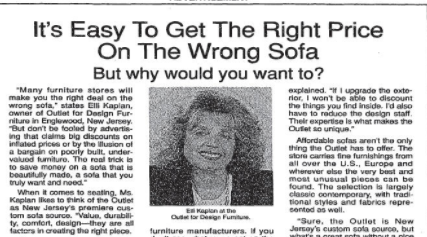 It's Easy To Get The Right Price
On The Wrong Sofa
But why would you want to?
"Many furniture stores will
make you the right deal on the
wrong sofa," states Elli Kaplan,
owner of Outlet for Design Fur-
niture in Englewood, New Jersey.
"But don't be fooled by advertis-
ing that claims big discounts on
inflated prices or by the illusion of
a bargain on poorly built, under-
valued furniture. The real trick is
to save money on a sofa that is
beautifully made, a sofa that you
truly want and need."
When it comes to seating, Ms.
Kaplan likes to think of the Outlet
as New Jersey's premiere cus-
tom sofa source. "Value, durabili-
ty, comfort, design—they are all
factors in creating the right piece.
Elli Kaplan at the
Outlet for Design Furniture.
furniture manufacturers. If you
explained. "If I upgrade the exte-
rior, I won't be able to discount
the things you find inside. I'd also
have to reduce the design staff.
Their expertise is what makes the
Outlet so unique."
Affordable sofas aren't the only
thing the Outlet has to offer. The
store carries fine furnishings from
all over the U.S., Europe and
wherever else the very best and
most unusual pieces can be
found. The selection is largely
classic contemporary, with tradi-
tional styles and fabrics repre-
sented as well.
"Sure, the Outlet is New
Jersey's custom sofa source, but